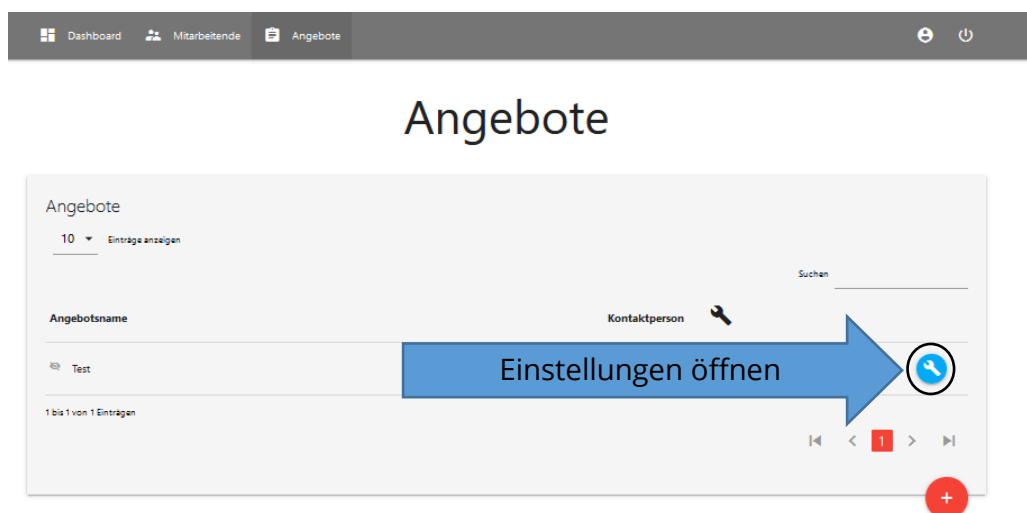 Dashboard Mitarbeitende Angebote
Angebote
Angebote
10 Einträge anzeigen
Suchen
Angebotsname Kontaktperson
Test Einstellungen öffnen
1 bis 1 von 1 Einträgen
1
+